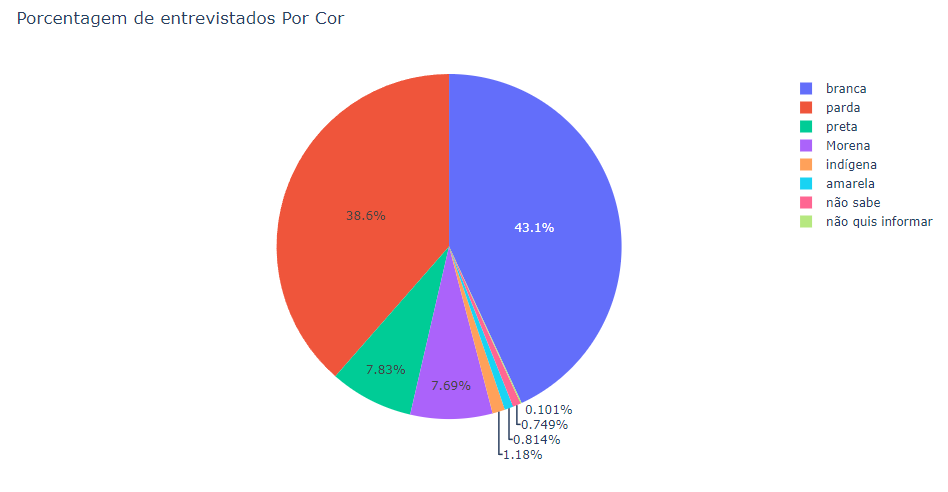 Porcentagem de entrevistados Por Cor
branca
parda
preta
Morena
indígena
amarela
não sabe
não quis informar
38.6%
43.1%
7.83%
7.69%
0.101%
0.749%
0.814%
1.18%